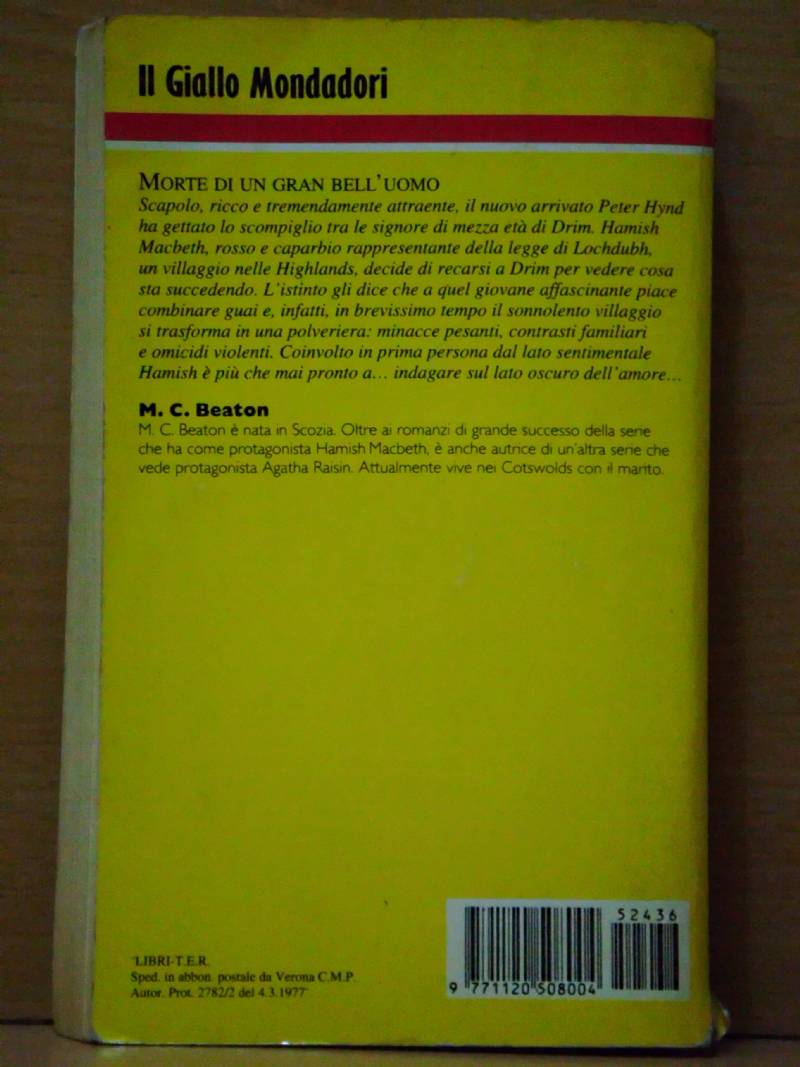 Il Giallo Mondadori
MORTE DI UN GRAN BELL'UOMO
Scapolo, ricco e tremendamente attraente, il nuovo arrivato Peter Hynd
ha gettato lo scompiglio tra le signore di mezza età di Drim. Hamish
Macbeth, rosso e caparbio rappresentante della legge di Lochdubh,
un villaggio nelle Highlands, decide di recarsi a Drim per vedere cosa
sta succedendo. L'istinto gli dice che a quel giovane affascinante piace
combinare guai e, infatti, in brevissimo tempo il sonnolento villaggio
si trasforma in una polveriera: minacce pesanti, contrasti familiari
e omicidi violenti. Coinvolto in prima persona dal lato sentimentale
Hamish è più che mai pronto a... indagare sul lato oscuro dell'amore...
M. C. Beaton
M. C. Beaton è nata in Scozia. Oltre ai romanzi di grande successo della serie
che ha come protagonista Hamish Macbeth, è anche autrice di un'altra serie che
vede protagonista Agatha Raisin. Attualmente vive nei Cotswolds con il marito.
"LIBRI-T.E.R.
Sped. in abbon. postale da Verona C.M.P.
Autor. Prot. 2782/2 del 4.3.1977"
52436
9 771120 508004